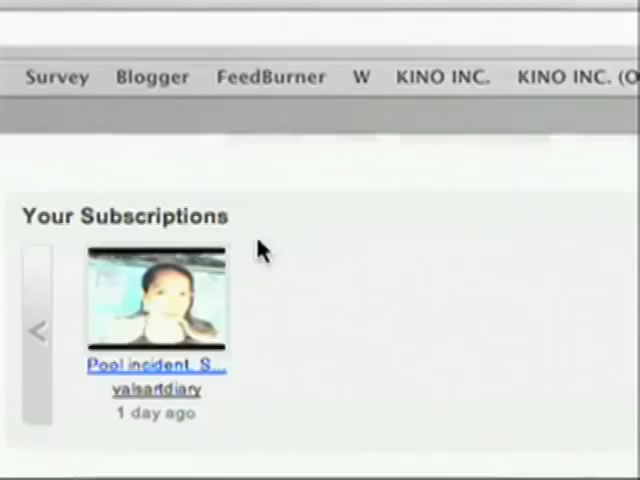 Survey Blogger FeedBurner W KINO INC. KINO INC. (O
Your Subscriptions
<
Pool incident. S...
valsartdiary
1 day ago